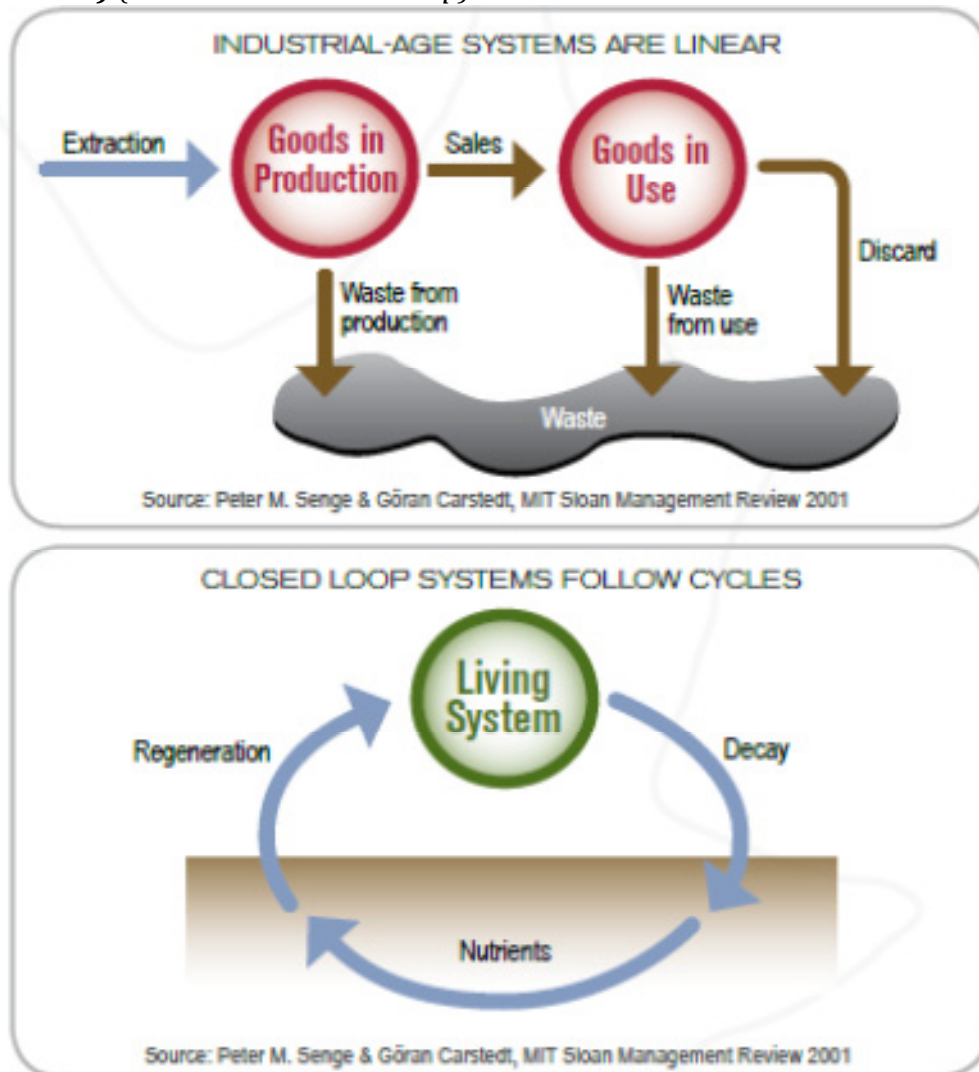 INDUSTRIAL-AGE SYSTEMS ARE LINEAR
Extraction
Goods in
Production
Sales
Goods in
Use
Discard
Waste from
production
Waste
from use
Waste
Source: Peter M. Senge & Göran Carstedt, MIT Sloan Management Review 2001
CLOSED LOOP SYSTEMS FOLLOW CYCLES
Living
System
Regeneration
Decay
Nutrients
Source: Peter M. Senge & Göran Carstedt, MIT Sloan Management Review 2001